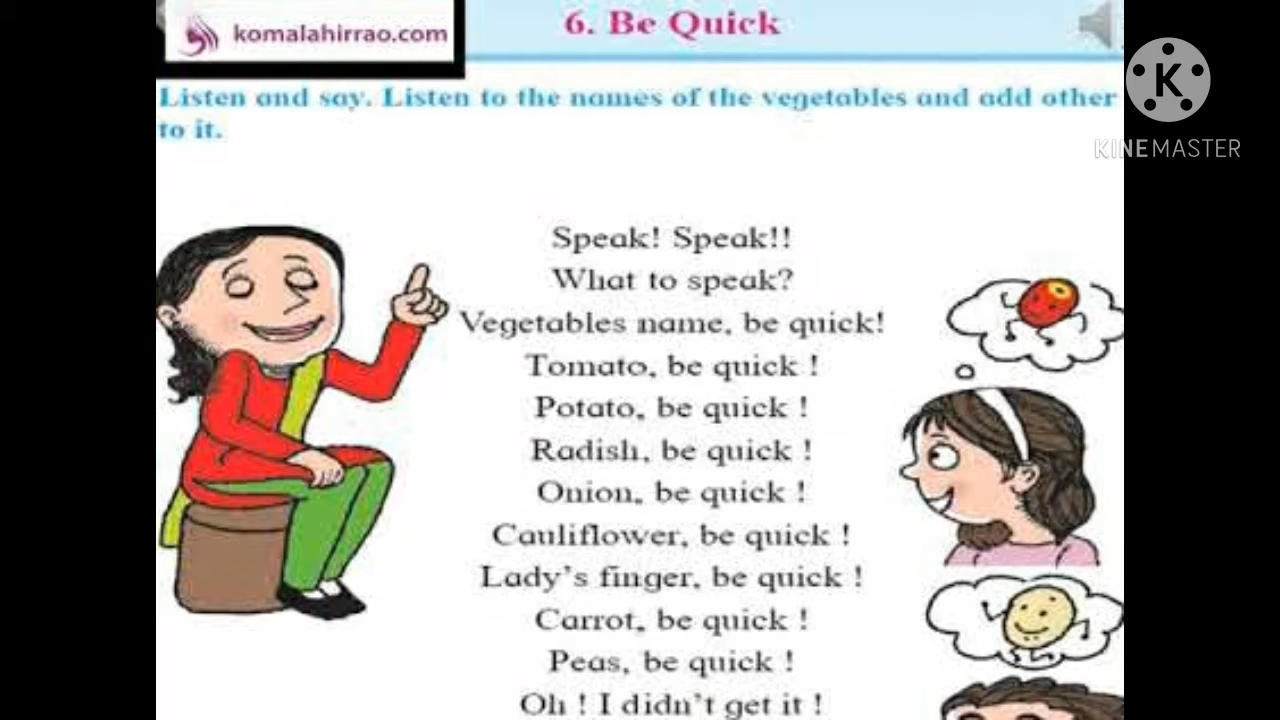 komalahirrao.com
6. Be Quick
K
KINEMASTER
Listen and say. Listen to the names of the vegetables and add other
to it.
Speak! Speak!!
What to speak?
Vegetables name, be quick!
Tomato, be quick !
Potato, be quick !
Radish, be quick !
Onion, be quick !
Cauliflower, be quick !
Lady's finger, be quick !
Carrot, be quick !
Peas, be quick !
Oh ! I didn't get it !